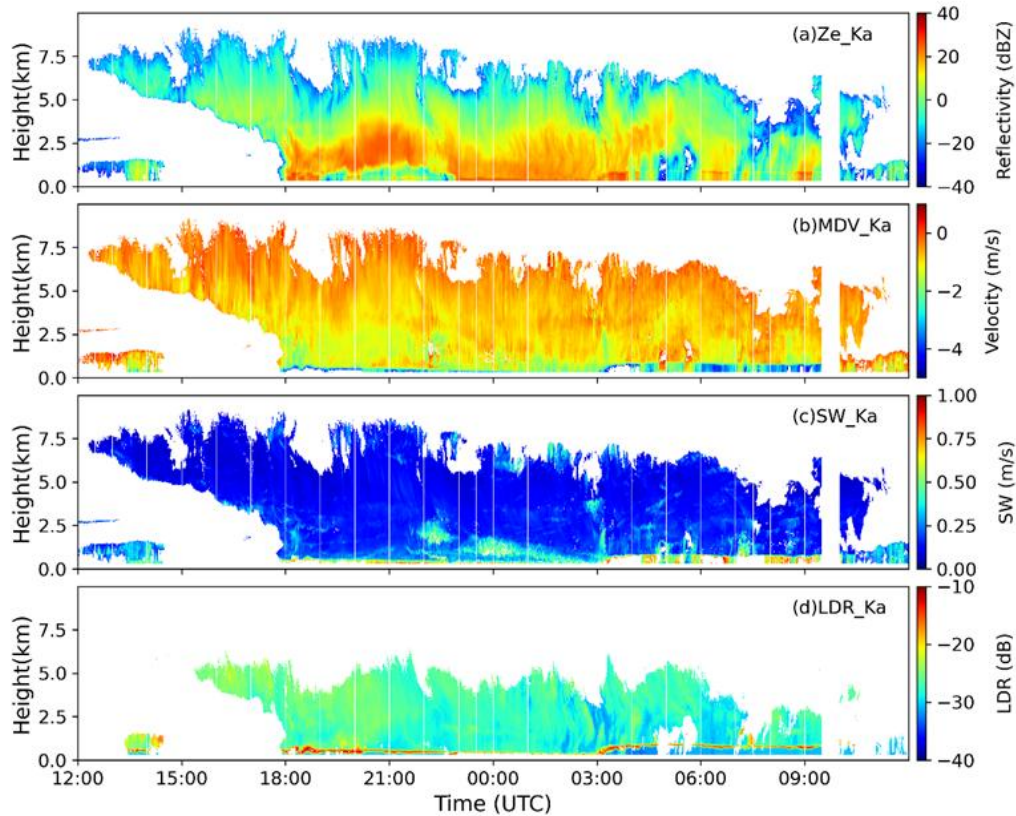 (a)Ze_Ka
7.5
5.0
2.5
0.0
Height(km)
40
20
0
−20
−40
Reflectivity (dBZ)
(b)MDV_Ka
7.5
5.0
2.5
0.0
Height(km)
0
−2
−4
Velocity (m/s)
(c)SW_Ka
7.5
5.0
2.5
0.0
Height(km)
1.00
0.75
0.50
0.25
0.00
SW (m/s)
(d)LDR_Ka
7.5
5.0
2.5
0.0
Height(km)
−10
−20
−30
−40
LDR (dB)
12:00 15:00 18:00 21:00 00:00 03:00 06:00 09:00
Time (UTC)